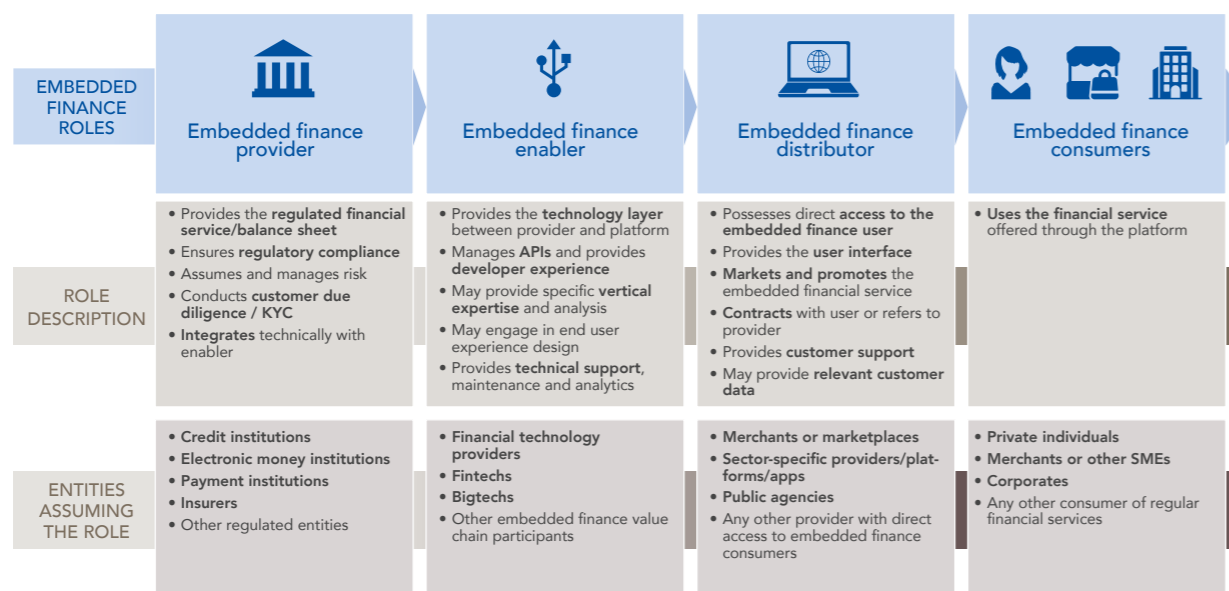 EMBEDDED
FINANCE
ROLES
Embedded finance
provider
Embedded finance
enabler
Embedded finance
distributor
Embedded finance
consumers
ROLE
DESCRIPTION
• Provides the regulated financial
service/balance sheet
• Ensures regulatory compliance
• Assumes and manages risk
• Conducts customer due
diligence / KYC
• Integrates technically with
enabler
• Provides the technology layer
between provider and platform
• Manages APIs and provides
developer experience
• May provide specific vertical
expertise and analysis
• May engage in end user
experience design
• Provides technical support,
maintenance and analytics
• Possesses direct access to the
embedded finance user
• Provides the user interface
• Markets and promotes the
embedded financial service
• Contracts with user or refers to
provider
• Provides customer support
• May provide relevant customer
data
• Uses the financial service
offered through the platform
ENTITIES
ASSUMING
THE ROLE
• Credit institutions
• Electronic money institutions
• Payment institutions
• Insurers
• Other regulated entities
• Financial technology
providers
• Fintechs
• Bigtechs
• Other embedded finance value
chain participants
• Merchants or marketplaces
• Sector-specific providers/plat-
forms/apps
• Public agencies
• Any other provider with direct
access to embedded finance
consumers
• Private individuals
• Merchants or other SMEs
• Corporates
• Any other consumer of regular
financial services